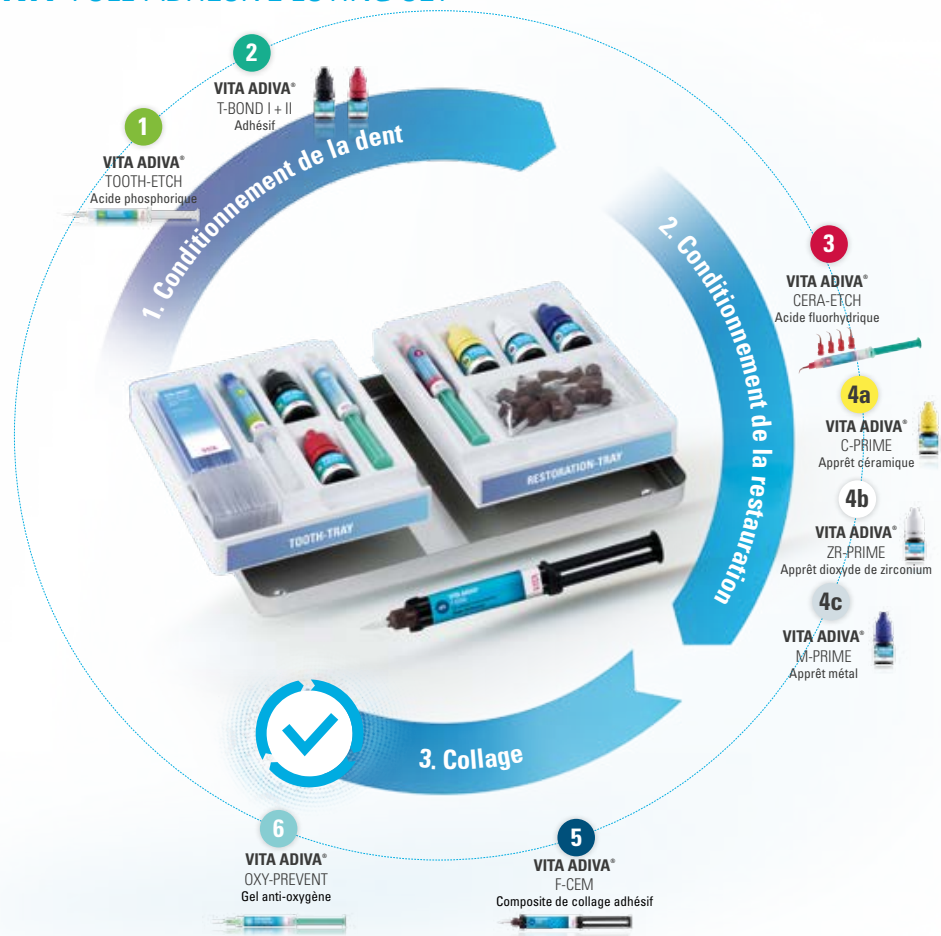 2
VITA ADIVA®
T-BOND I + II
Adhésif
1
VITA ADIVA®
TOOTH-ETCH
Acide phosphorique
1. Conditionnement de la dent
2. Conditionnement de la restauration
3
VITA ADIVA®
CERA-ETCH
Acide fluorhydrique
4a
VITA ADIVA®
C-PRIME
Apprêt céramique
4b
VITA ADIVA®
ZR-PRIME
Apprêt dioxyde de zirconium
4c
VITA ADIVA®
M-PRIME
Apprêt métal
TOOTH-TRAY
RESTORATION-TRAY
3. Collage
6
VITA ADIVA®
OXY-PREVENT
Gel anti-oxygène
5
VITA ADIVA®
F-CEM
Composite de collage adhésif